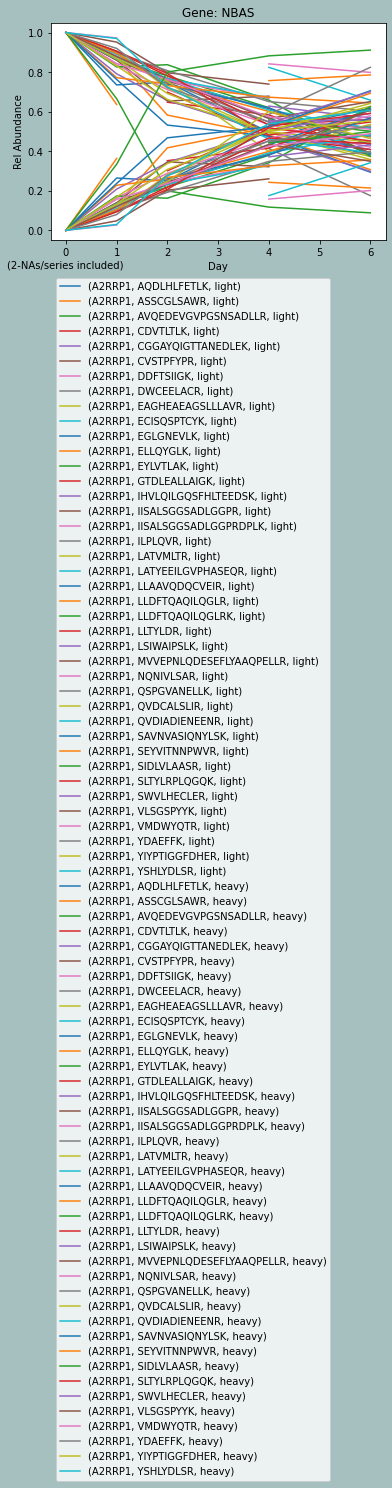 Gene: NBAS
1.0
0.8
0.6
0.4
0.2
0.0
Rel Abundance
0 1 2 3 4 5 6
(2-NAs/series included)
Day
(A2RRP1, AQDLHLFETLK, light)
(A2RRP1, ASSCGLSAWR, light)
(A2RRP1, AVQEDEVGVPGSNSADLLR, light)
(A2RRP1, CDVTLTLK, light)
(A2RRP1, CGGAYQIGTTANEDLEK, light)
(A2RRP1, CVSTPFYPR, light)
(A2RRP1, DDFTSIIGK, light)
(A2RRP1, DWCEELACR, light)
(A2RRP1, EAGHEAEAGSLLLAVR, light)
(A2RRP1, ECISQSPTCYK, light)
(A2RRP1, EGLGNEVLK, light)
(A2RRP1, ELLQYGLK, light)
(A2RRP1, EYLVTLAK, light)
(A2RRP1, GTDLEALLAIGK, light)
(A2RRP1, IHVLQILGQSFHLTEEDSK, light)
(A2RRP1, IISALSGGSADLGGPR, light)
(A2RRP1, IISALSGGSADLGGPRDPLK, light)
(A2RRP1, ILPLQVR, light)
(A2RRP1, LATVMLTR, light)
(A2RRP1, LATYEEILGVPHASEQR, light)
(A2RRP1, LLAAVQDQCVEIR, light)
(A2RRP1, LLDFTQAQILQGLR, light)
(A2RRP1, LLDFTQAQILQGLRK, light)
(A2RRP1, LLTYLDR, light)
(A2RRP1, LSIWAIPSLK, light)
(A2RRP1, MVVEPNLQDESEFLYAAQPELLR, light)
(A2RRP1, NQNIVLSAR, light)
(A2RRP1, QSPGVANELLK, light)
(A2RRP1, QVDCALSLIR, light)
(A2RRP1, QVDIADIENEENR, light)
(A2RRP1, SAVNVASIQNYLSK, light)
(A2RRP1, SEYVITNNPWVR, light)
(A2RRP1, SIDLVLAASR, light)
(A2RRP1, SLTYLRPLQGQK, light)
(A2RRP1, SWVLHECLER, light)
(A2RRP1, VLSGSPYYK, light)
(A2RRP1, VMDWYQTR, light)
(A2RRP1, YDAEFFK, light)
(A2RRP1, YIYPTIGGFDHER, light)
(A2RRP1, YSHLYDLSR, light)
(A2RRP1, AQDLHLFETLK, heavy)
(A2RRP1, ASSCGLSAWR, heavy)
(A2RRP1, AVQEDEVGVPGSNSADLLR, heavy)
(A2RRP1, CDVTLTLK, heavy)
(A2RRP1, CGGAYQIGTTANEDLEK, heavy)
(A2RRP1, CVSTPFYPR, heavy)
(A2RRP1, DDFTSIIGK, heavy)
(A2RRP1, DWCEELACR, heavy)
(A2RRP1, EAGHEAEAGSLLLAVR, heavy)
(A2RRP1, ECISQSPTCYK, heavy)
(A2RRP1, EGLGNEVLK, heavy)
(A2RRP1, ELLQYGLK, heavy)
(A2RRP1, EYLVTLAK, heavy)
(A2RRP1, GTDLEALLAIGK, heavy)
(A2RRP1, IHVLQILGQSFHLTEEDSK, heavy)
(A2RRP1, IISALSGGSADLGGPR, heavy)
(A2RRP1, IISALSGGSADLGGPRDPLK, heavy)
(A2RRP1, ILPLQVR, heavy)
(A2RRP1, LATVMLTR, heavy)
(A2RRP1, LATYEEILGVPHASEQR, heavy)
(A2RRP1, LLAAVQDQCVEIR, heavy)
(A2RRP1, LLDFTQAQILQGLR, heavy)
(A2RRP1, LLDFTQAQILQGLRK, heavy)
(A2RRP1, LLTYLDR, heavy)
(A2RRP1, LSIWAIPSLK, heavy)
(A2RRP1, MVVEPNLQDESEFLYAAQPELLR, heavy)
(A2RRP1, NQNIVLSAR, heavy)
(A2RRP1, QSPGVANELLK, heavy)
(A2RRP1, QVDCALSLIR, heavy)
(A2RRP1, QVDIADIENEENR, heavy)
(A2RRP1, SAVNVASIQNYLSK, heavy)
(A2RRP1, SEYVITNNPWVR, heavy)
(A2RRP1, SIDLVLAASR, heavy)
(A2RRP1, SLTYLRPLQGQK, heavy)
(A2RRP1, SWVLHECLER, heavy)
(A2RRP1, VLSGSPYYK, heavy)
(A2RRP1, VMDWYQTR, heavy)
(A2RRP1, YDAEFFK, heavy)
(A2RRP1, YIYPTIGGFDHER, heavy)
(A2RRP1, YSHLYDLSR, heavy)